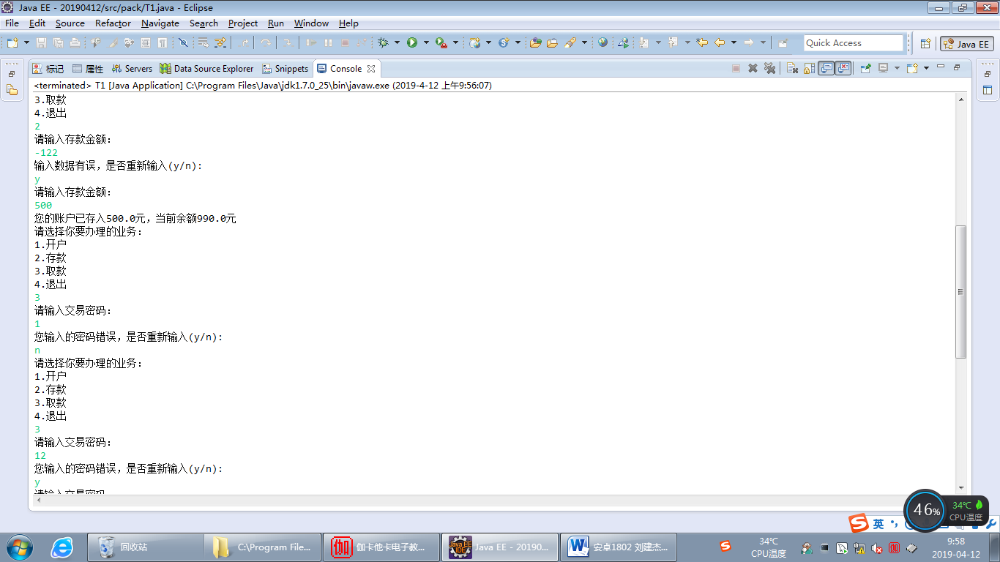 Java EE - 20190412/src/pack/T1.java - Eclipse
File Edit Source Refactor Navigate Search Project Run Window Help
Quick Access
Java EE
标记 属性 Servers Data Source Explorer Snippets Console
<terminated> T1 [Java Application] C:\Program Files\Java\jdk1.7.0_25\bin\javaw.exe (2019-4-12 上午9:56:07)
3.取款
4.退出
2
请输入存款金额：
-122
输入数据有误，是否重新输入(y/n)：
y
请输入存款金额：
500
您的账户已存入500.0元，当前余额990.0元
请选择你要办理的业务：
1.开户
2.存款
3.取款
4.退出
3
请输入交易密码：
1
您输入的密码错误，是否重新输入(y/n)：
n
请选择你要办理的业务：
1.开户
2.存款
3.取款
4.退出
3
请输入交易密码：
12
您输入的密码错误，是否重新输入(y/n)：
y
46%
34℃
CPU温度
英
回收站
C:\Program File...
伽卡他卡电子教...
Java EE - 20190...
安卓1802 刘建杰...
34℃
CPU温度
9:58
2019-04-12